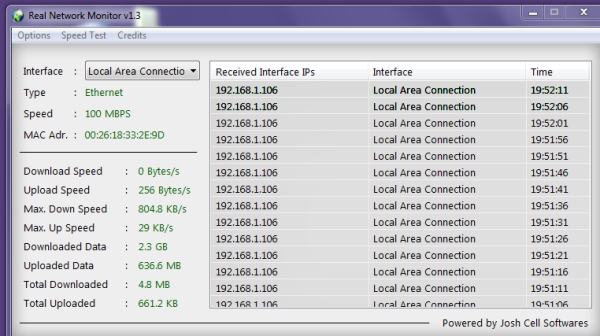 Real Network Monitor v1.3
Options Speed Test Credits
Interface : Local Area Connectio
Type : Ethernet
Speed : 100 MBPS
MAC Adr. : 00:26:18:33:2E:9D
Download Speed : 0 Bytes/s
Upload Speed : 256 Bytes/s
Max. Down Speed : 804.8 KB/s
Max. Up Speed : 29 KB/s
Downloaded Data : 2.3 GB
Uploaded Data : 636.6 MB
Total Downloaded : 4.8 MB
Total Uploaded : 661.2 KB
Received Interface IPs Interface Time
192.168.1.106 Local Area Connection 19:52:11
192.168.1.106 Local Area Connection 19:52:06
192.168.1.106 Local Area Connection 19:52:01
192.168.1.106 Local Area Connection 19:51:56
192.168.1.106 Local Area Connection 19:51:51
192.168.1.106 Local Area Connection 19:51:46
192.168.1.106 Local Area Connection 19:51:41
192.168.1.106 Local Area Connection 19:51:36
192.168.1.106 Local Area Connection 19:51:31
192.168.1.106 Local Area Connection 19:51:26
192.168.1.106 Local Area Connection 19:51:21
192.168.1.106 Local Area Connection 19:51:16
192.168.1.106 Local Area Connection 19:51:11
192.168.1.106 Local Area Connection 19:51:06
Powered by Josh Cell Softwares